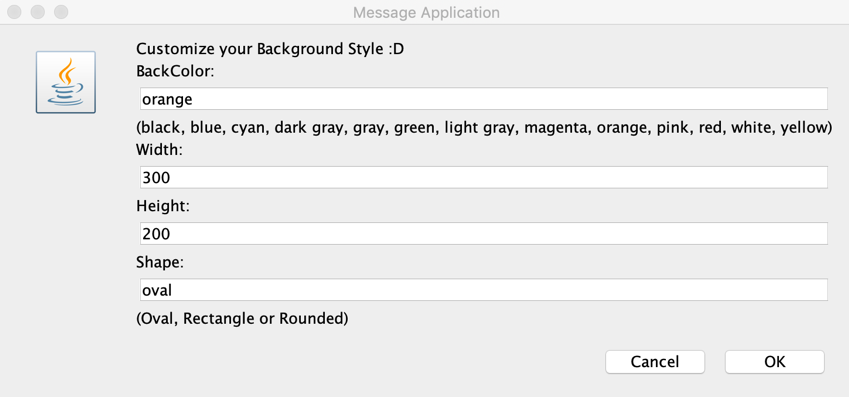 Message Application
Customize your Background Style :D
BackColor:
orange
(black, blue, cyan, dark gray, gray, green, light gray, magenta, orange, pink, red, white, yellow)
Width:
300
Height:
200
Shape:
oval
(Oval, Rectangle or Rounded)
Cancel OK